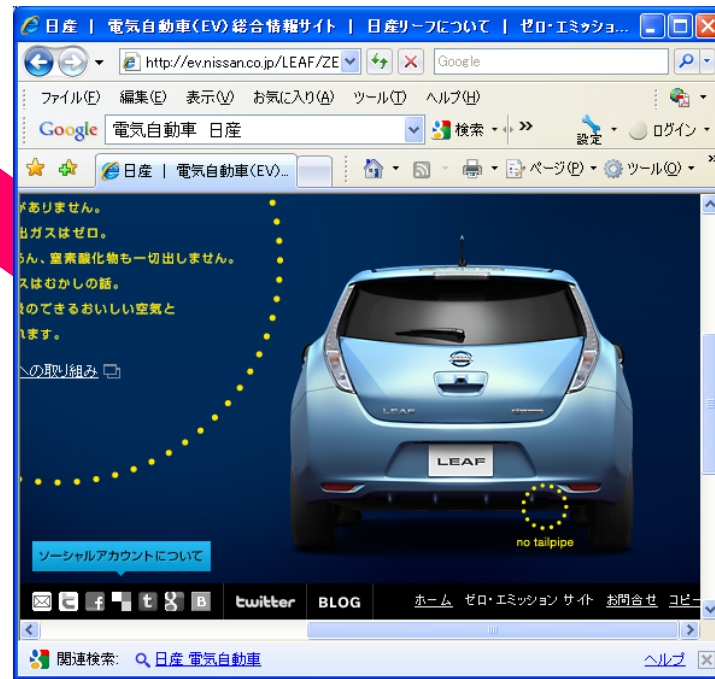 日産 | 電気自動車(EV)総合情報サイト | 日産リーフについて | ゼロ・エミッショ...
http://ev.nissan.co.jp/LEAF/ZE
Google
ファイル(F) 編集(E) 表示(V) お気に入り(A) ツール(T) ヘルプ(H)
Google 電気自動車 日産 検索 設定 ログイン
日産 | 電気自動車(EV)... ページ(P) ツール(O)
がありません。
出ガスはゼロ。
ろん、窒素酸化物も一切出しません。
スはむかしの話。
吸のできるおいしい空気と
れます。
への取り組み
LEAF
LEAF
no tailpipe
ソーシャルアカウントについて
twitter BLOG ホーム ゼロ・エミッション サイト お問合せ コピー
関連検索: 日産 電気自動車 ヘルプ